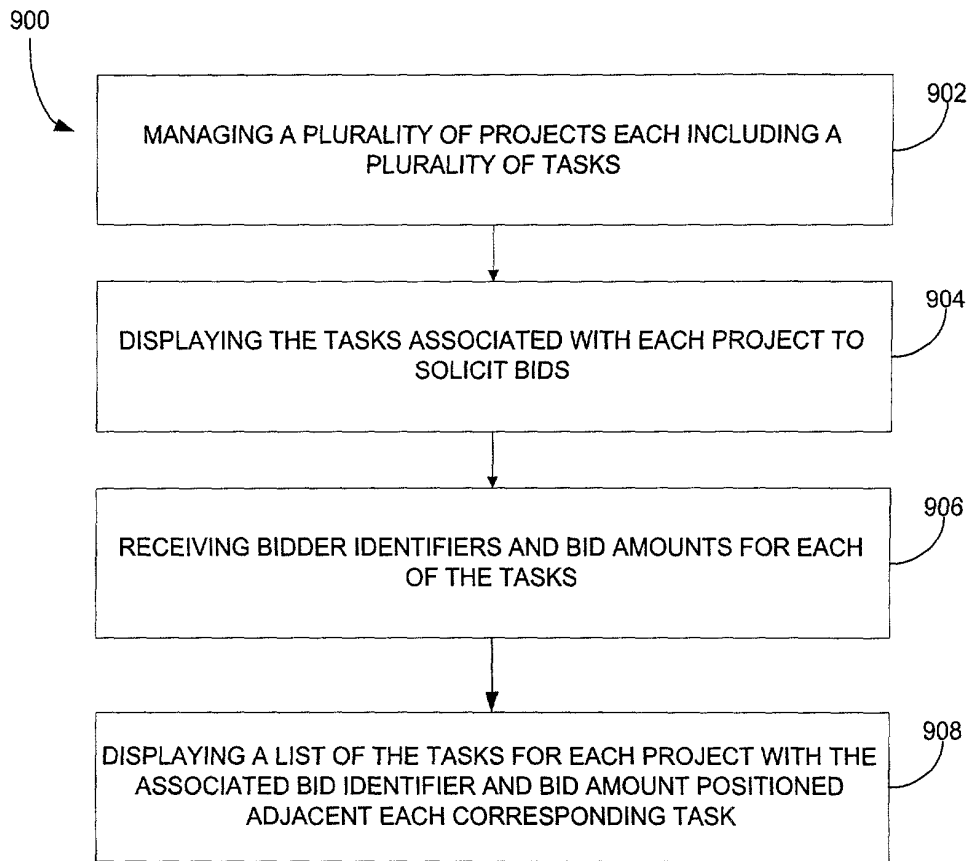 900
902
MANAGING A PLURALITY OF PROJECTS EACH INCLUDING A
PLURALITY OF TASKS
904
DISPLAYING THE TASKS ASSOCIATED WITH EACH PROJECT TO
SOLICIT BIDS
906
RECEIVING BIDDER IDENTIFIERS AND BID AMOUNTS FOR EACH
OF THE TASKS
908
DISPLAYING A LIST OF THE TASKS FOR EACH PROJECT WITH THE
ASSOCIATED BID IDENTIFIER AND BID AMOUNT POSITIONED
ADJACENT EACH CORRESPONDING TASK